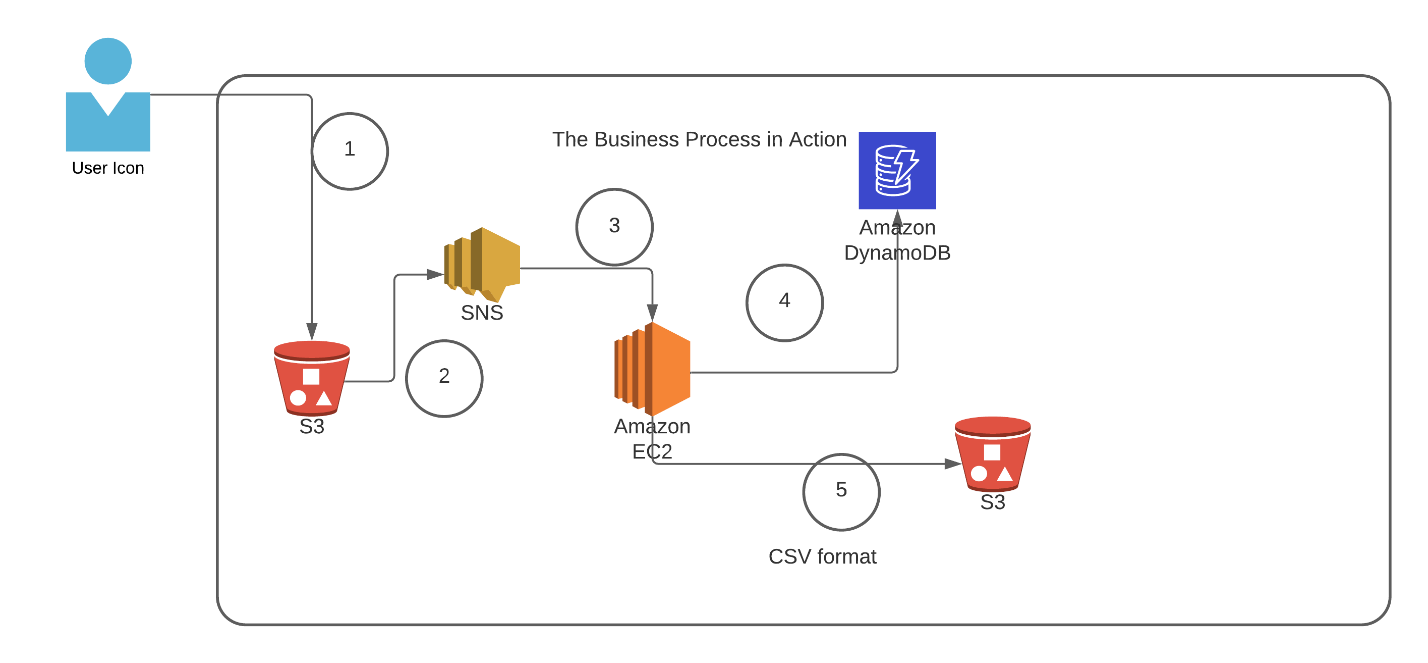 User Icon
1
The Business Process in Action
3
Amazon
DynamoDB
4
SNS
2
S3
Amazon
EC2
5
S3
CSV format